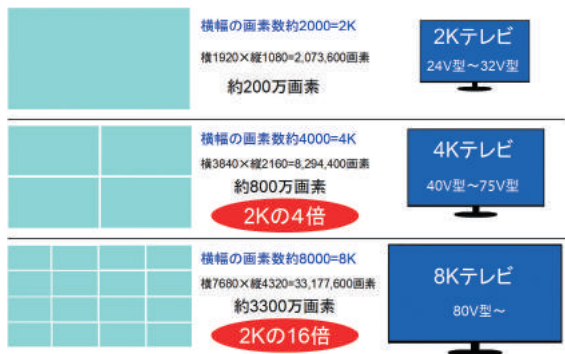 横幅の画素数約2000=2K
横1920×縦1080=2,073,600画素
約200万画素
2Kテレビ
24V型～32V型
横幅の画素数約4000=4K
横3840×縦2160=8,294,400画素
約800万画素
2Kの4倍
4Kテレビ
40V型～75V型
横幅の画素数約8000=8K
横7680×縦4320=33,177,600画素
約3300万画素
2Kの16倍
8Kテレビ
80V型～